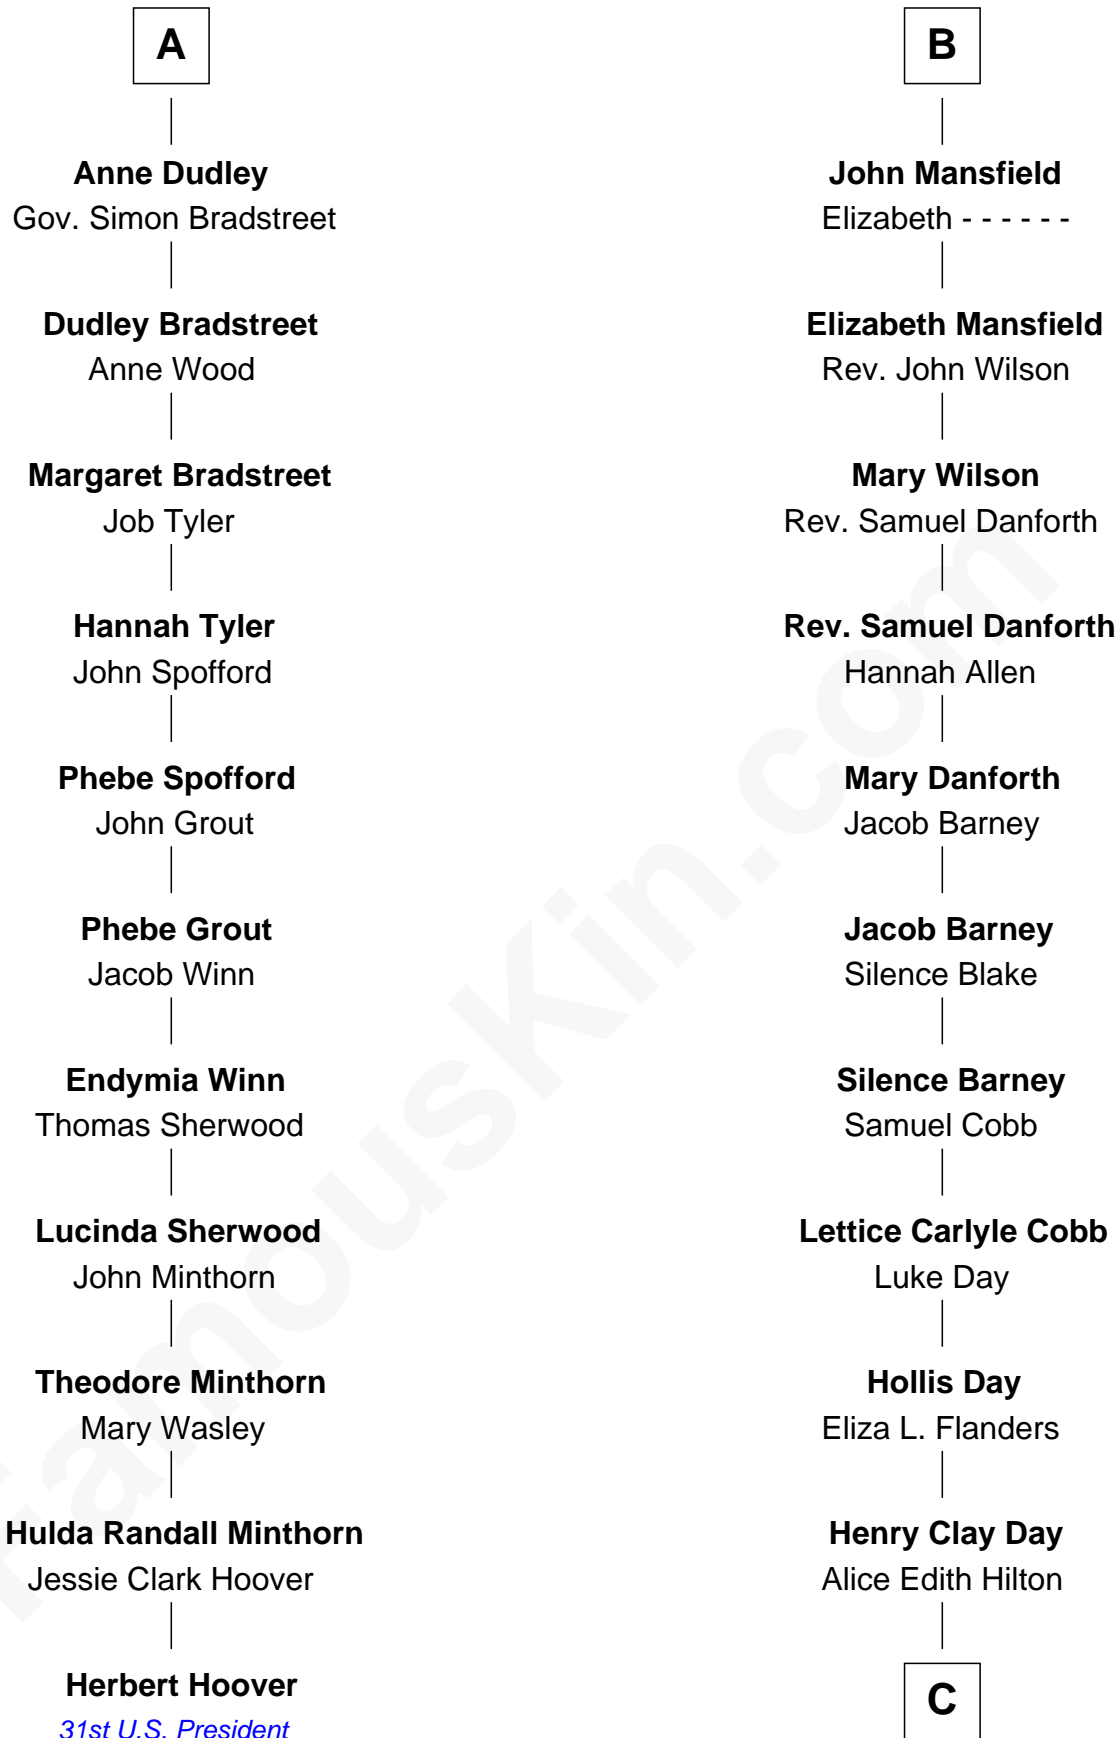 A
Anne Dudley
Gov. Simon Bradstreet
Dudley Bradstreet
Anne Wood
Margaret Bradstreet
Job Tyler
Hannah Tyler
John Spofford
Phebe Spofford
John Grout
Phebe Grout
Jacob Winn
Endymia Winn
Thomas Sherwood
Lucinda Sherwood
John Minthorn
Theodore Minthorn
Mary Wasley
Hulda Randall Minthorn
Jessie Clark Hoover
Herbert Hoover
31st U.S. President
B
John Mansfield
Elizabeth - - - - - -
Elizabeth Mansfield
Rev. John Wilson
Mary Wilson
Rev. Samuel Danforth
Rev. Samuel Danforth
Hannah Allen
Mary Danforth
Jacob Barney
Jacob Barney
Silence Blake
Silence Barney
Samuel Cobb
Lettice Carlyle Cobb
Luke Day
Hollis Day
Eliza L. Flanders
Henry Clay Day
Alice Edith Hilton
C
FamousKin.com